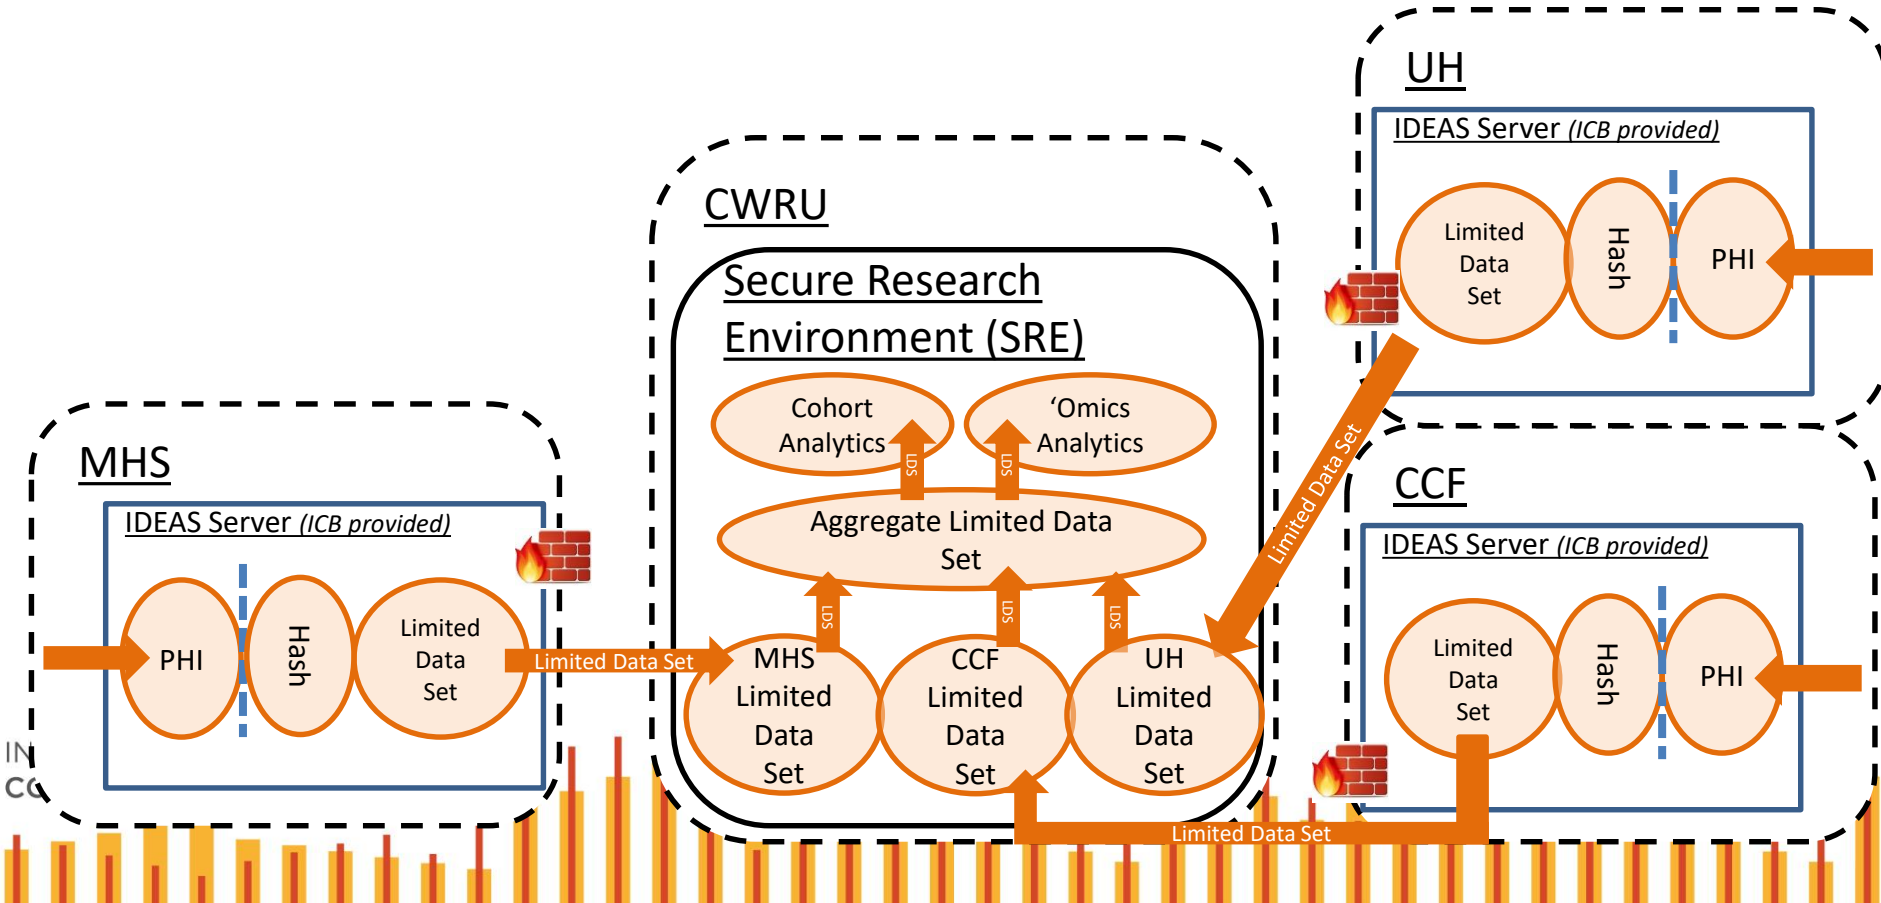 UH
IDEAS Server (ICB provided)
Limited
Data
Set
Hash
PHI
CWRU
Secure Research
Environment (SRE)
Cohort
Analytics
'Omics
Analytics
LDS
LDS
Aggregate Limited Data
Set
LDS
LDS
LDS
MHS
Limited
Data
Set
CCF
Limited
Data
Set
UH
Limited
Data
Set
Limited Data Set
MHS
IDEAS Server (ICB provided)
PHI
Hash
Limited
Data
Set
Limited Data Set
CCF
IDEAS Server (ICB provided)
Limited
Data
Set
Hash
PHI
Limited Data Set
IN